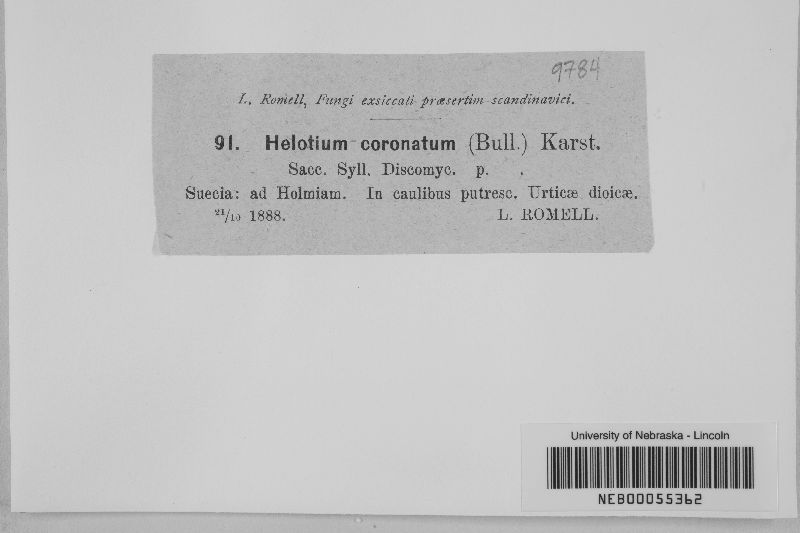 9784
L. Romell, Fungi exsiccati præsertim scandinavici.
91. Helotium coronatum (Bull.) Karst.
Sacc. Syll. Discomyc. p. .
Suecia: ad Holmiam. In caulibus putresc. Urticæ dioicæ.
21/10 1888. L. ROMELL.
University of Nebraska - Lincoln
NEB00055362